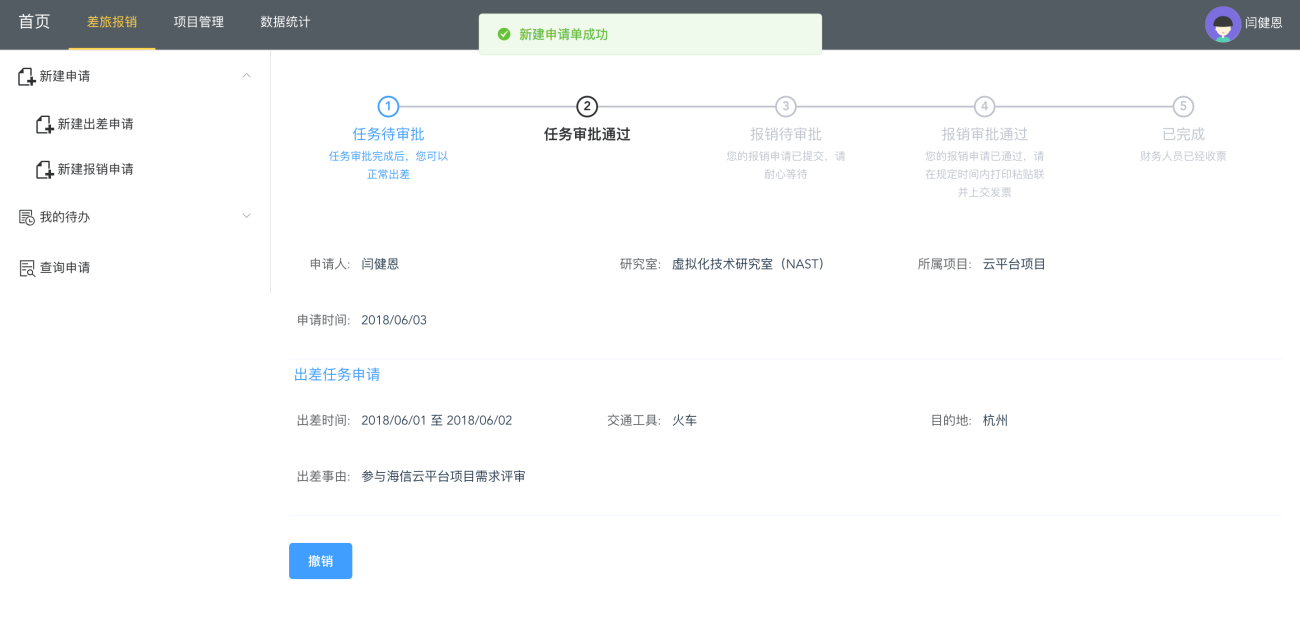 首页 差旅报销 项目管理 数据统计 新建申请单成功 闫健恩
新建申请
新建出差申请
新建报销申请
我的待办
查询申请
1 2 3 4 5
任务待审批 任务审批通过 报销待审批 报销审批通过 已完成
任务审批完成后，您可以 您的报销申请已提交，请 您的报销申请已通过，请 财务人员已经收票
正常出差 耐心等待 在规定时间内打印粘贴联
并上交发票
申请人: 闫健恩 研究室: 虚拟化技术研究室（NAST） 所属项目: 云平台项目
申请时间: 2018/06/03
出差任务申请
出差时间: 2018/06/01 至 2018/06/02 交通工具: 火车 目的地: 杭州
出差事由: 参与海信云平台项目需求评审
撤销